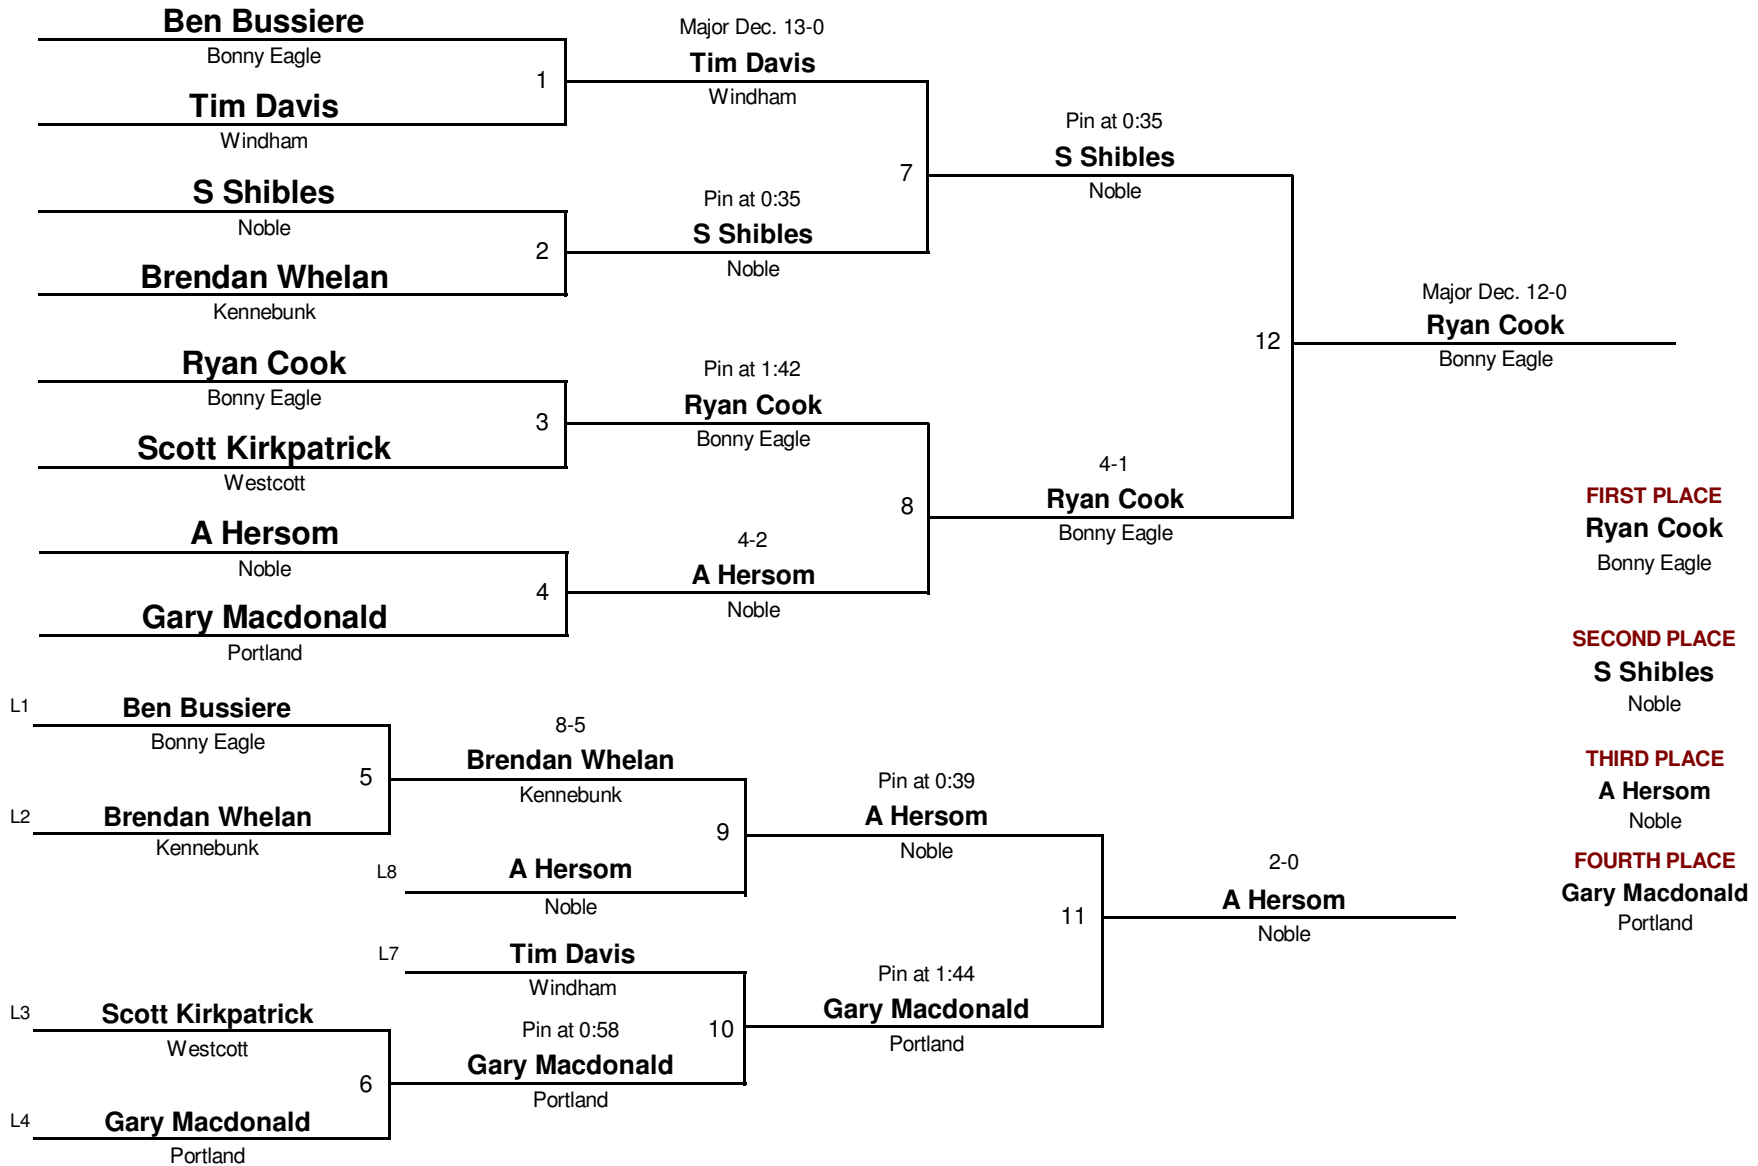 Ben Bussiere
Bonny Eagle
1
Tim Davis
Windham
Major Dec. 13-0
Tim Davis
Windham
S Shibles
Noble
2
Brendan Whelan
Kennebunk
Pin at 0:35
S Shibles
Noble
7
Pin at 0:35
S Shibles
Noble
Ryan Cook
Bonny Eagle
3
Scott Kirkpatrick
Westcott
Pin at 1:42
Ryan Cook
Bonny Eagle
A Hersom
Noble
4
Gary Macdonald
Portland
4-2
A Hersom
Noble
8
4-1
Ryan Cook
Bonny Eagle
12
Major Dec. 12-0
Ryan Cook
Bonny Eagle
FIRST PLACE
Ryan Cook
Bonny Eagle
SECOND PLACE
S Shibles
Noble
THIRD PLACE
A Hersom
Noble
FOURTH PLACE
Gary Macdonald
Portland
L1
Ben Bussiere
Bonny Eagle
5
L2
Brendan Whelan
Kennebunk
8-5
Brendan Whelan
Kennebunk
9
L8
A Hersom
Noble
Pin at 0:39
A Hersom
Noble
L7
Tim Davis
Windham
L3
Scott Kirkpatrick
Westcott
6
L4
Gary Macdonald
Portland
Pin at 0:58
Gary Macdonald
Portland
10
Pin at 1:44
Gary Macdonald
Portland
11
2-0
A Hersom
Noble